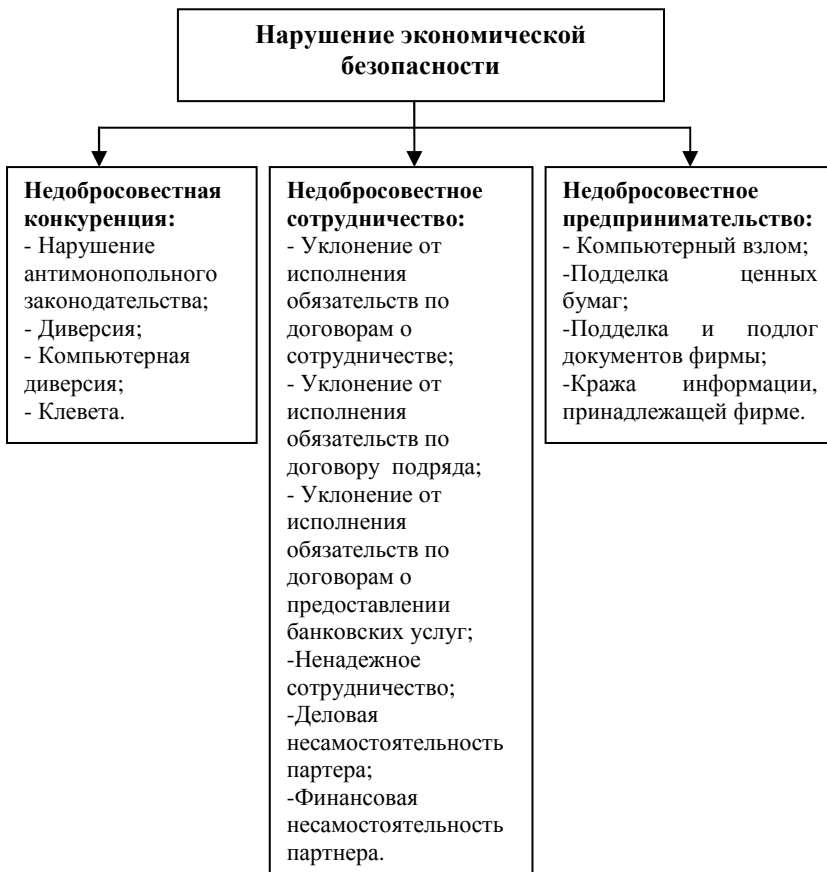 Нарушение экономической
безопасности
Недобросовестная
конкуренция:
- Нарушение
антимонопольного
законодательства;
- Диверсия;
- Компьютерная
диверсия;
- Клевета.
Недобросовестное
сотрудничество:
- Уклонение от
исполнения
обязательств по
договорам о
сотрудничестве;
- Уклонение от
исполнения
обязательств по
договору подряда;
- Уклонение от
исполнения
обязательств по
договорам о
предоставлении
банковских услуг;
-Ненадежное
сотрудничество;
-Деловая
несамостоятельность
партера;
-Финансовая
несамостоятельность
партнера.
Недобросовестное
предпринимательство:
- Компьютерный взлом;
-Подделка ценных
бумаг;
-Подделка и подлог
документов фирмы;
-Кража информации,
принадлежащей фирме.